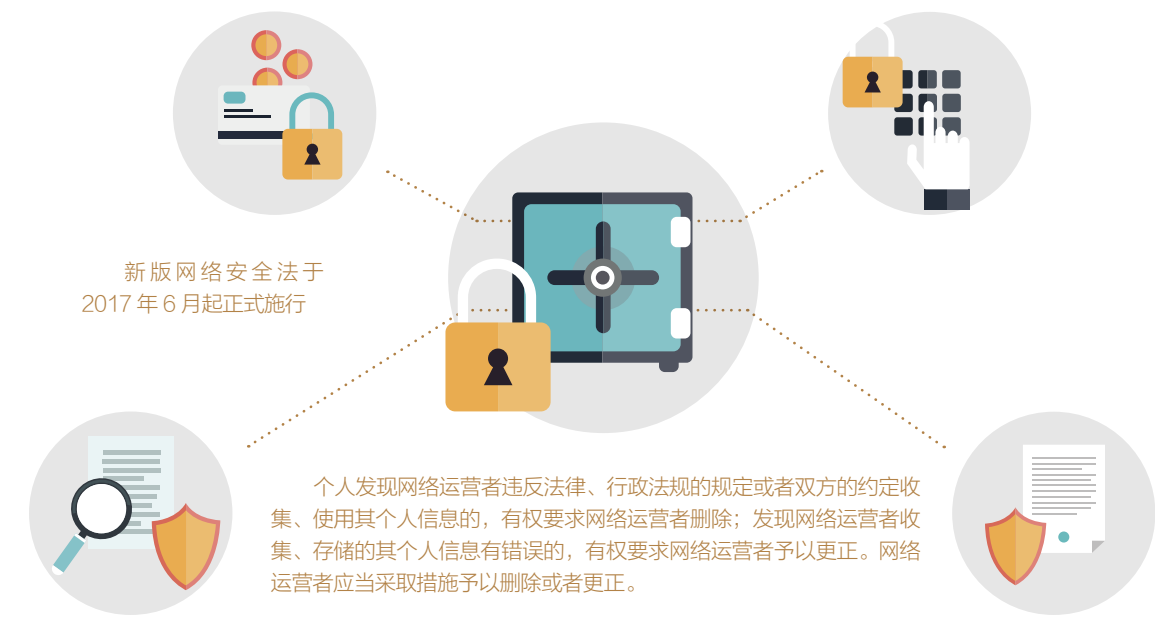 新版网络安全法于
2017 年 6 月起正式施行
个人发现网络运营者违反法律、行政法规的规定或者双方的约定收
集、使用其个人信息的，有权要求网络运营者删除；发现网络运营者收
集、存储的其个人信息有错误的，有权要求网络运营者予以更正。网络
运营者应当采取措施予以删除或者更正。